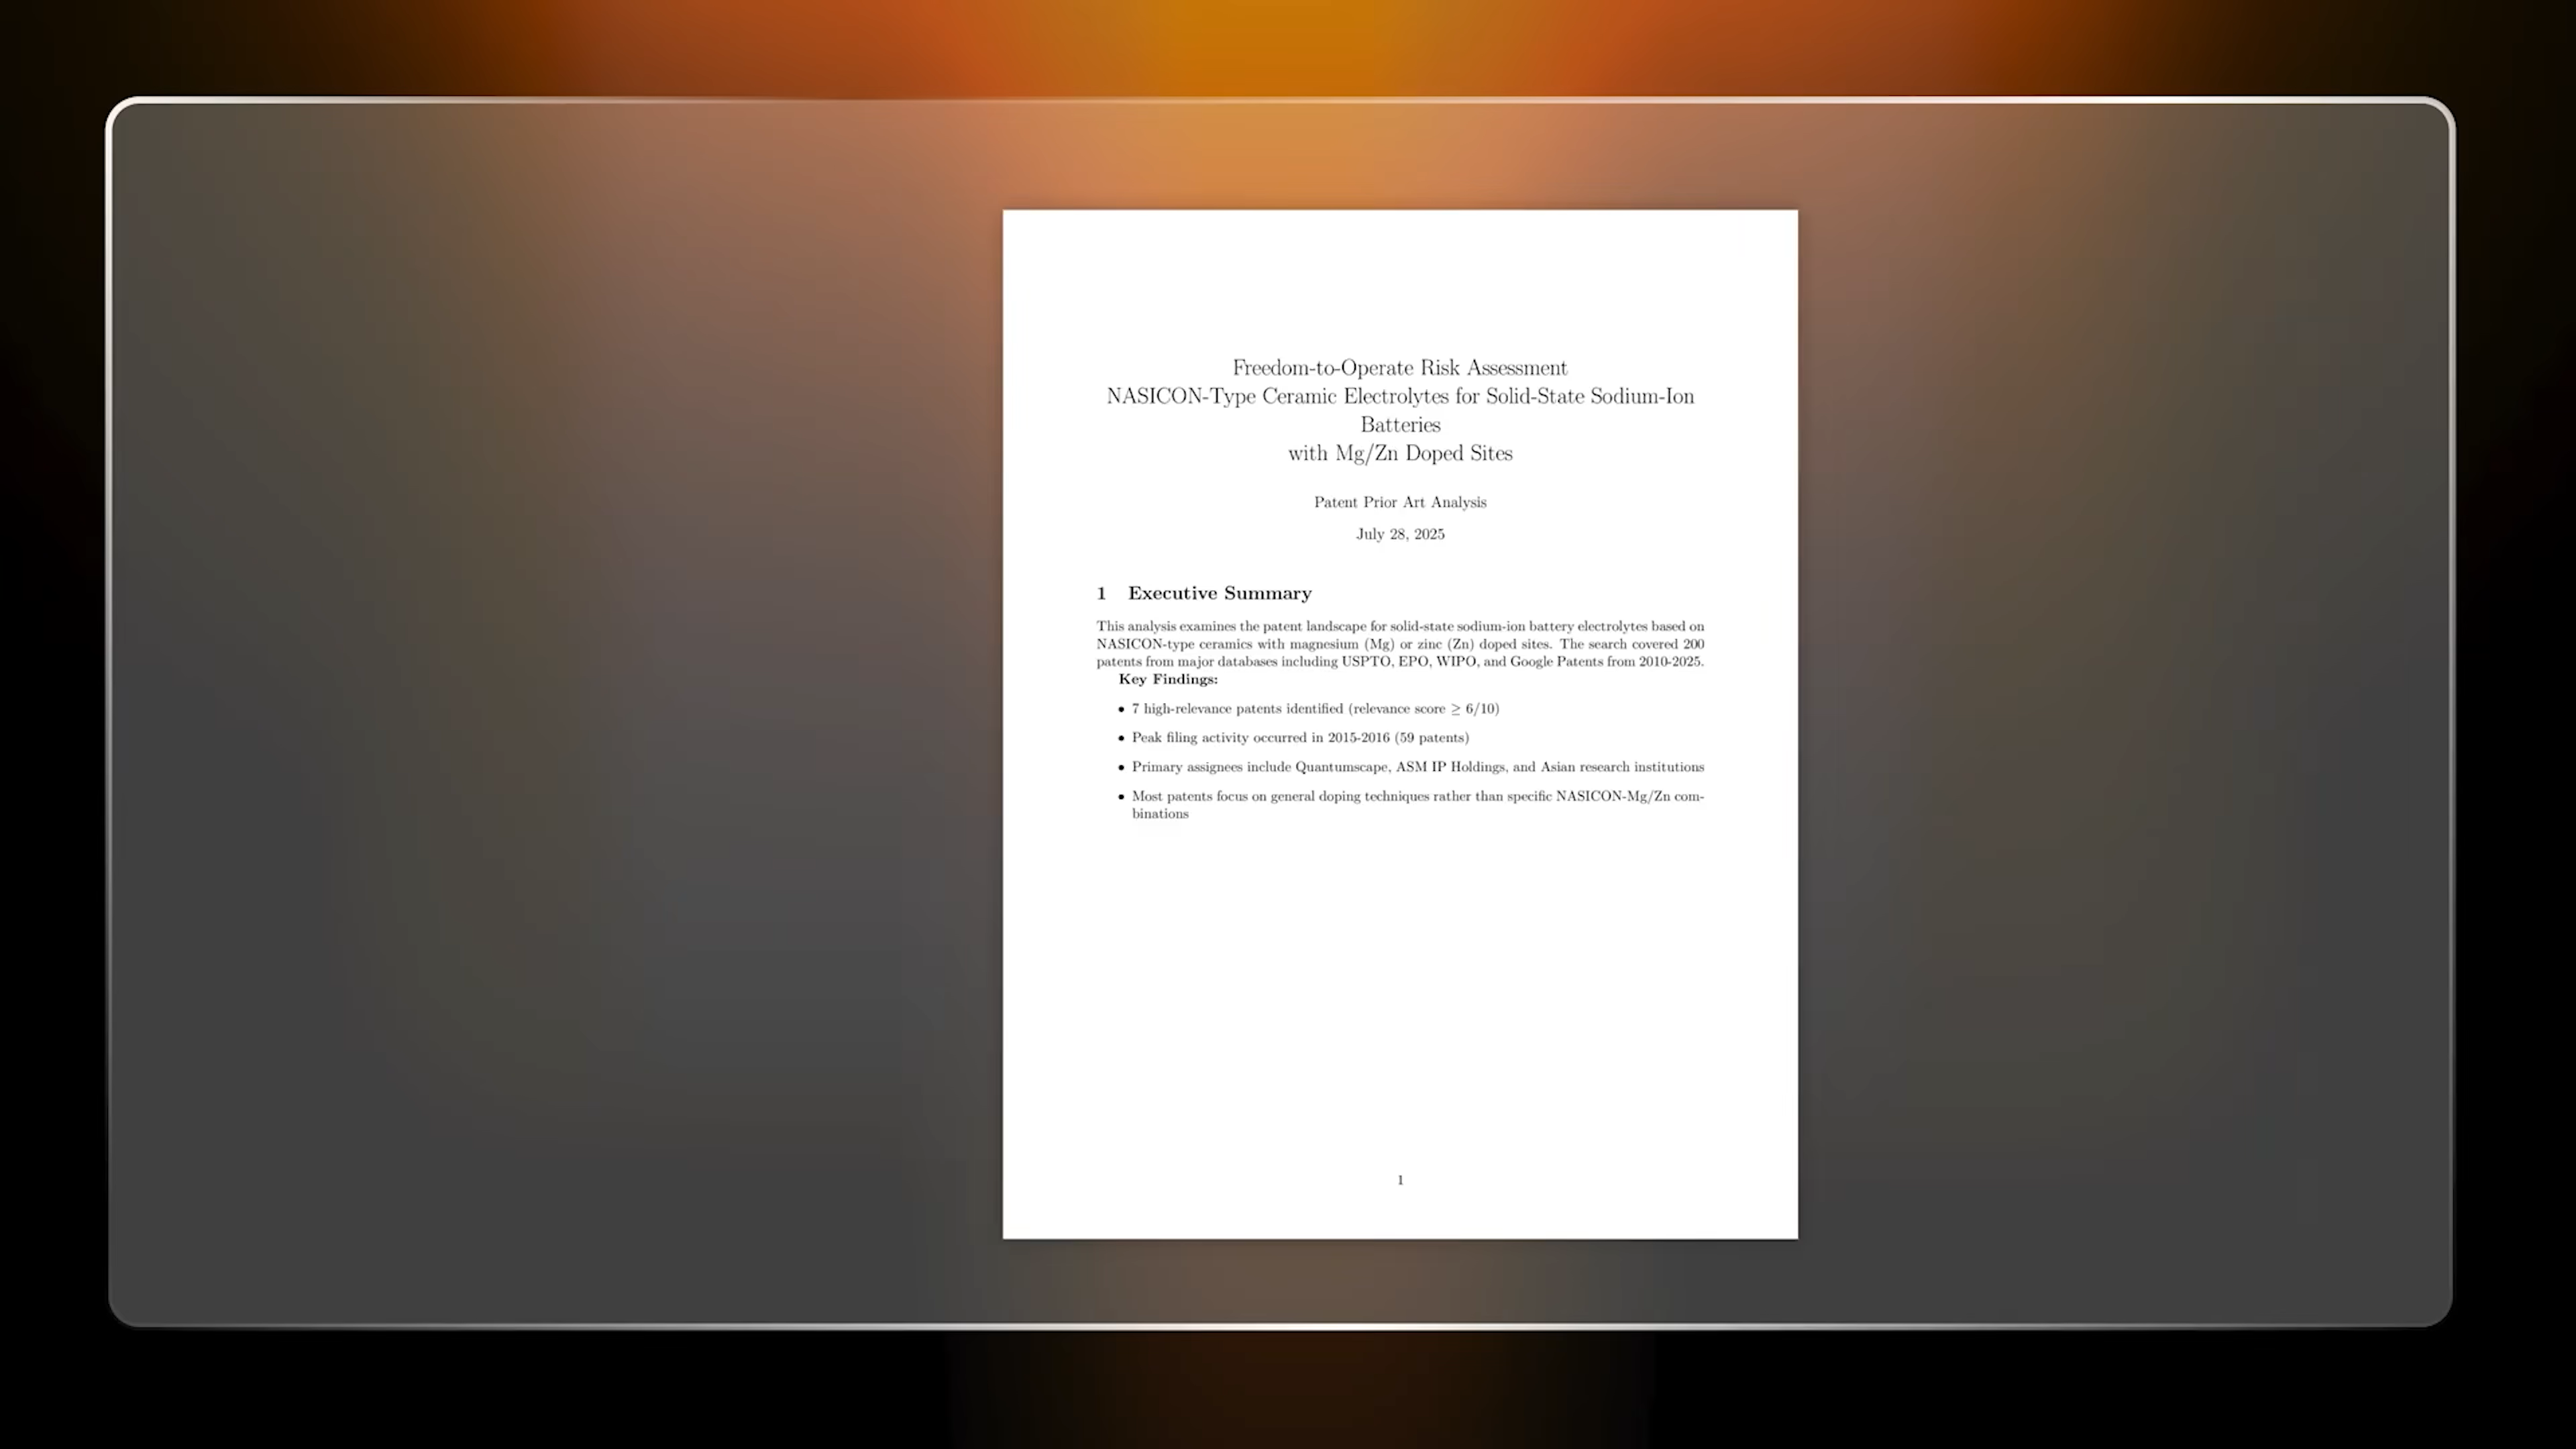 Freedom-to-Operate Risk Assessment
NASICON-Type Ceramic Electrolytes for Solid-State Sodium-Ion
Batteries
with Mg/Zn Doped Sites
Patent Prior Art Analysis
July 28, 2025
1 Executive Summary
This analysis examines the patent landscape for solid-state sodium-ion battery electrolytes based on
NASICON-type ceramics with magnesium (Mg) or zinc (Zn) doped sites. The search covered 200
patents from major databases including USPTO, EPO, WIPO, and Google Patents from 2010-2025.
Key Findings:
• 7 high-relevance patents identified (relevance score ≥ 6/10)
• Peak filing activity occurred in 2015-2016 (59 patents)
• Primary assignees include Quantumscape, ASM IP Holdings, and Asian research institutions
• Most patents focus on general doping techniques rather than specific NASICON-Mg/Zn com-
binations
1